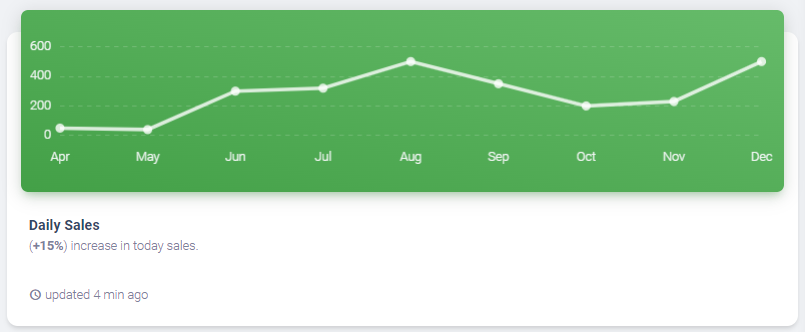 600
400
200
0
Apr May Jun Jul Aug Sep Oct Nov Dec
Daily Sales
(+15%) increase in today sales.
updated 4 min ago